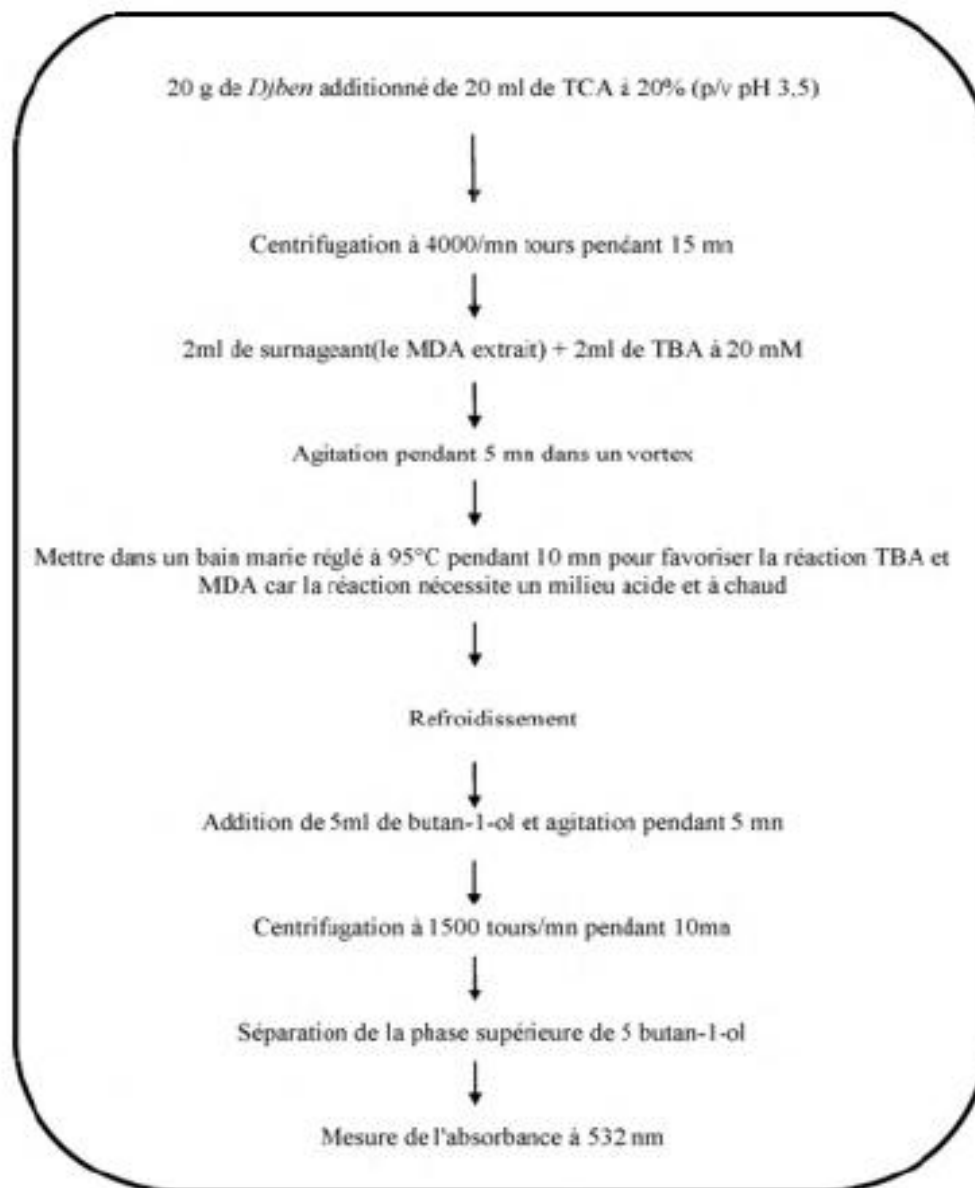 20 g de Djben additionné de 20 ml de TCA à 20% (p/v pH 3,5)
Centrifugation à 4000/mn tours pendant 15 mn
2ml de surnageant(le MDA extrait) + 2ml de TBA à 20 mM
Agitation pendant 5 mn dans un vortex
Mettre dans un bain marie réglé à 95°C pendant 10 mn pour favoriser la réaction TBA et
MDA car la réaction nécessite un milieu acide et à chaud
Refroidissement
Addition de 5ml de butan-1-ol et agitation pendant 5 mn
Centrifugation à 1500 tours/mn pendant 10mn
Séparation de la phase supérieure de 5 butan-1-ol
Mesure de l'absorbance à 532 nm